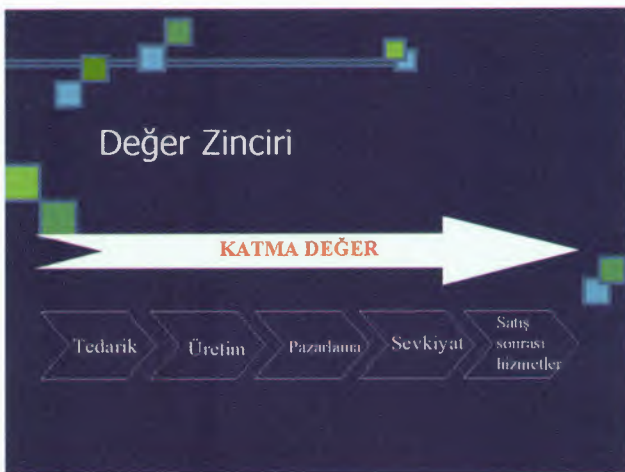 Değer Zinciri
KATMA DEĞER
Tedarik
Üretim
Pazarlama
Sevkiyat
Satış
sonrası
hizmetler